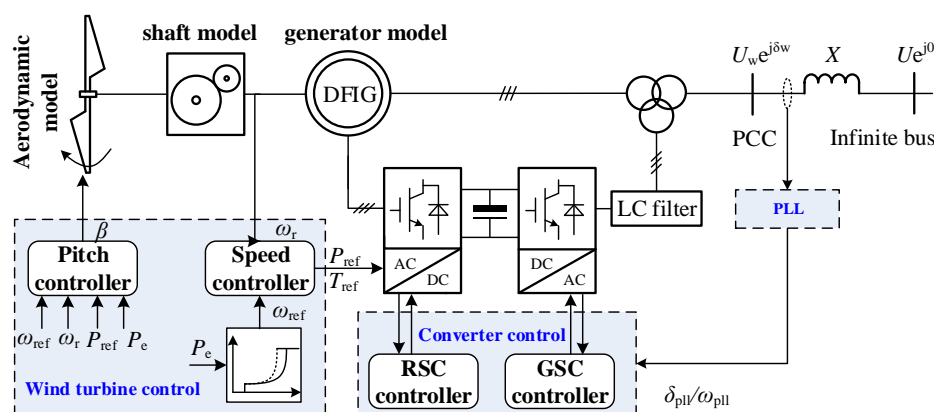 shaft model
generator model
Aerodynamic
model
DFIG
U_w e^{jδw}
X
Ue^{j0}
PCC
Infinite bus
LC filter
PLL
β
Pitch
controller
ω_r
Speed
controller
P_ref
T_ref
AC
DC
DC
AC
ω_ref
ω_r
P_ref
P_e
ω_ref
P_e
Wind turbine control
Converter control
RSC
controller
GSC
controller
δ_pll/ω_pll